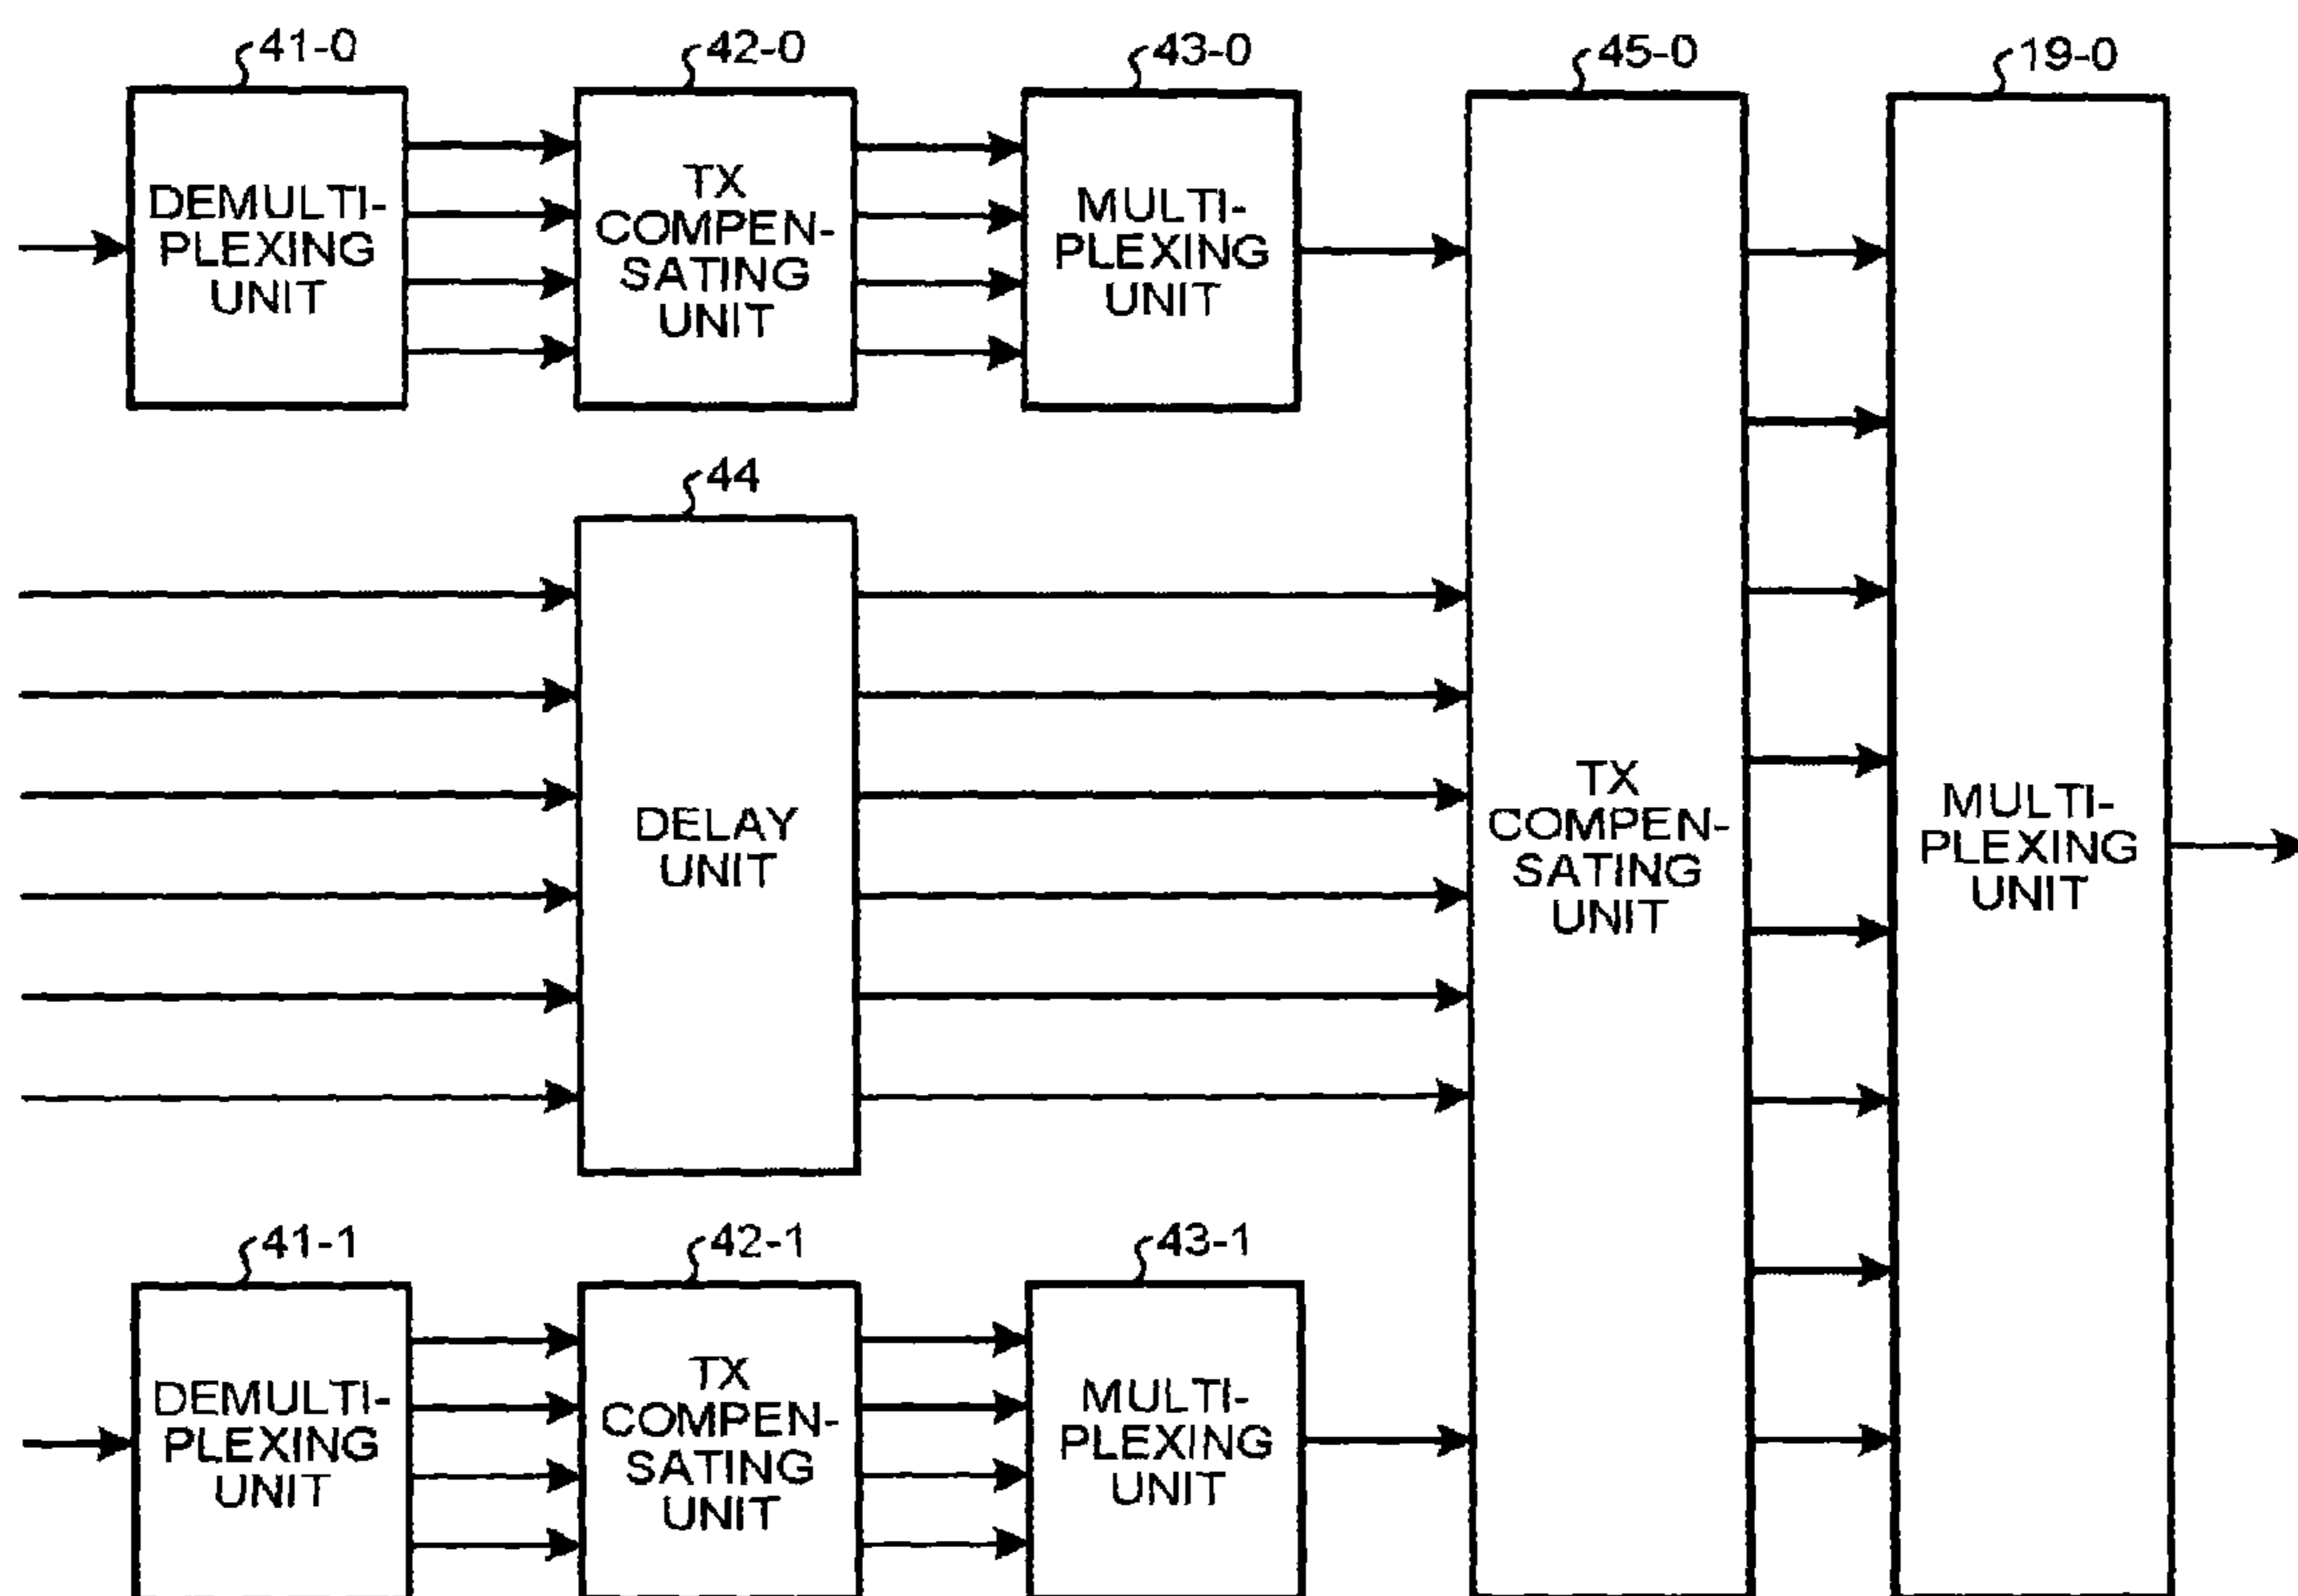 41-0
42-0
43-0
45-0
19-0
DEMULTI-
PLEXING
UNIT
TX
COMPEN-
SATING
UNIT
MULTI-
PLEXING
UNIT
44
DELAY
UNIT
TX
COMPEN-
SATING
UNIT
MULTI-
PLEXING
UNIT
41-1
42-1
43-1
DEMULTI-
PLEXING
UNIT
TX
COMPEN-
SATING
UNIT
MULTI-
PLEXING
UNIT